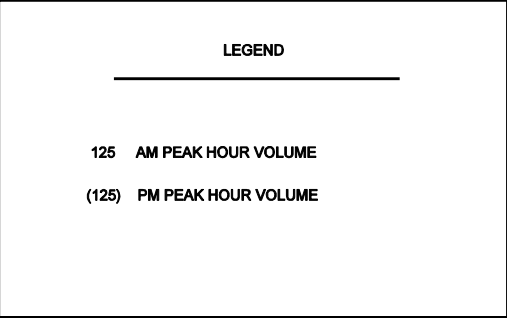 LEGEND
125 AM PEAK HOUR VOLUME
(125) PM PEAK HOUR VOLUME